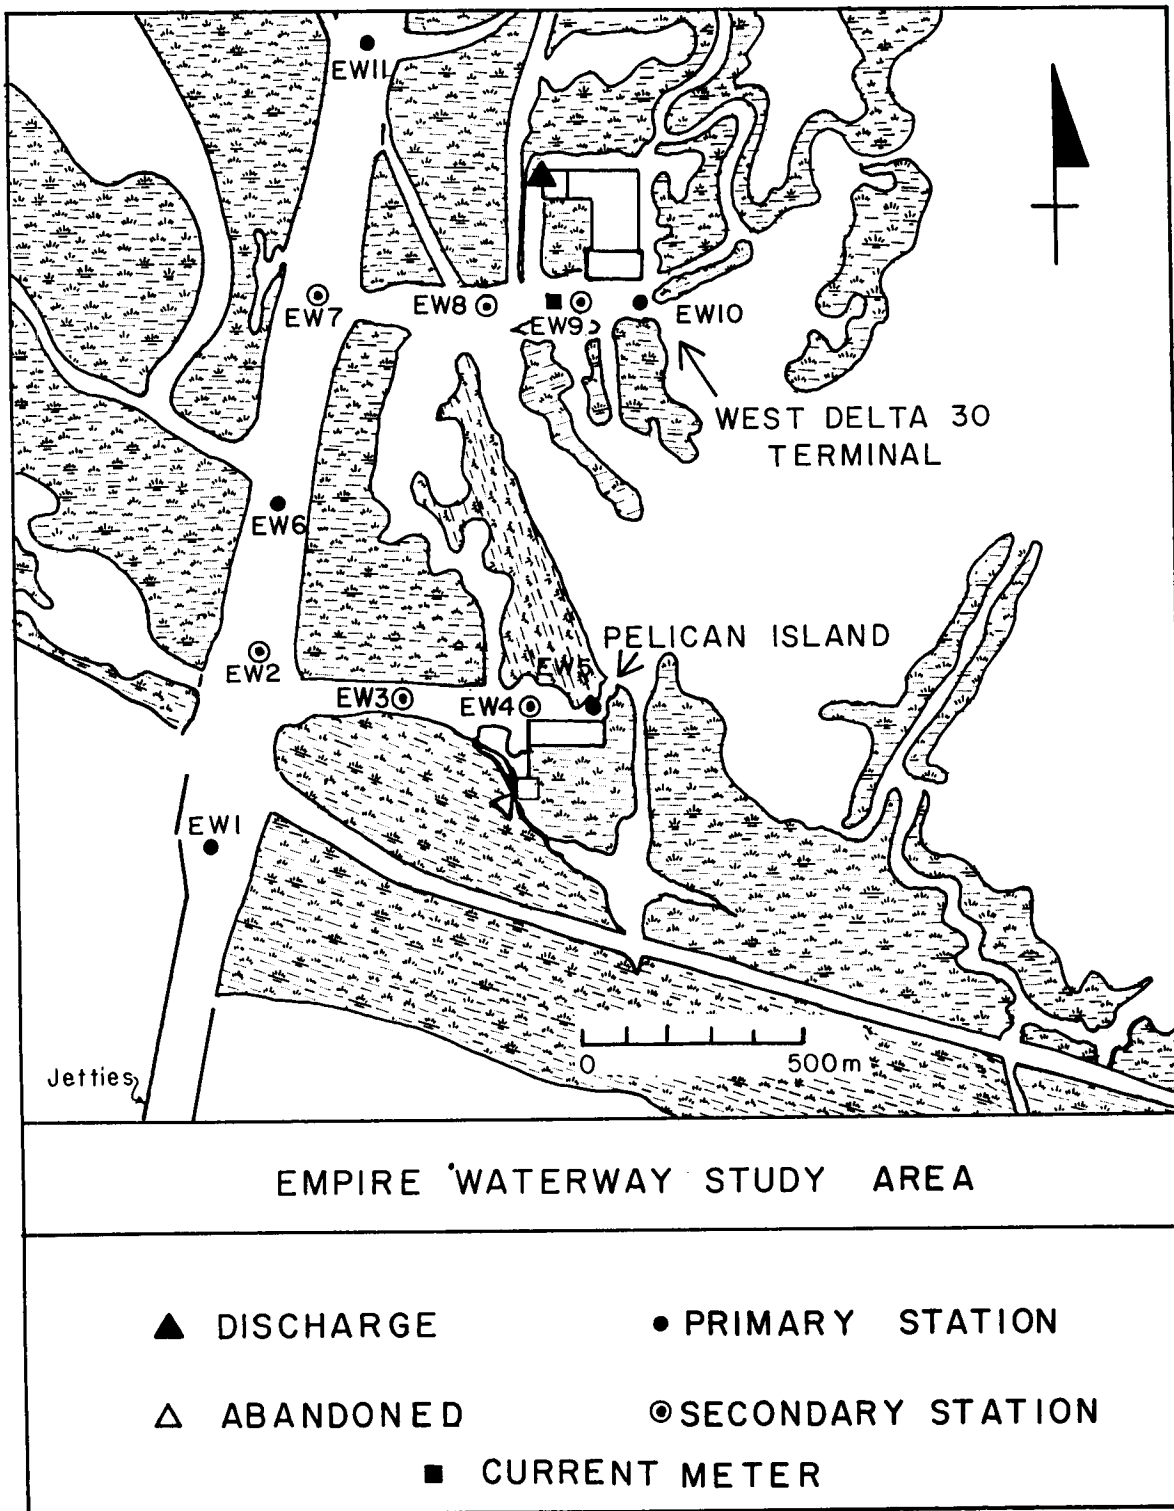 EW11
EW7
EW8
EW9
EW10
WEST DELTA 30
TERMINAL
EW6
PELICAN ISLAND
EW2
EW5
EW3
EW4
EW1
0 500m
Jetties
EMPIRE WATERWAY STUDY AREA
DISCHARGE
PRIMARY STATION
ABANDONED
SECONDARY STATION
CURRENT METER